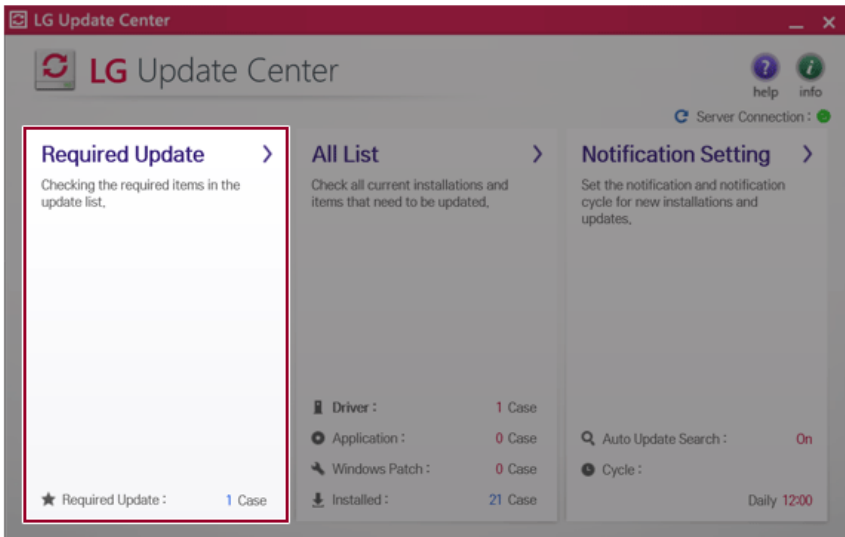 LG Update Center
LG Update Center
help
info
Server Connection :
Required Update
Checking the required items in the
update list.
Required Update : 1 Case
All List
Check all current installations and
items that need to be updated.
Driver : 1 Case
Application : 0 Case
Windows Patch : 0 Case
Installed : 21 Case
Notification Setting
Set the notification and notification
cycle for new installations and
updates.
Auto Update Search : On
Cycle :
Daily 12:00